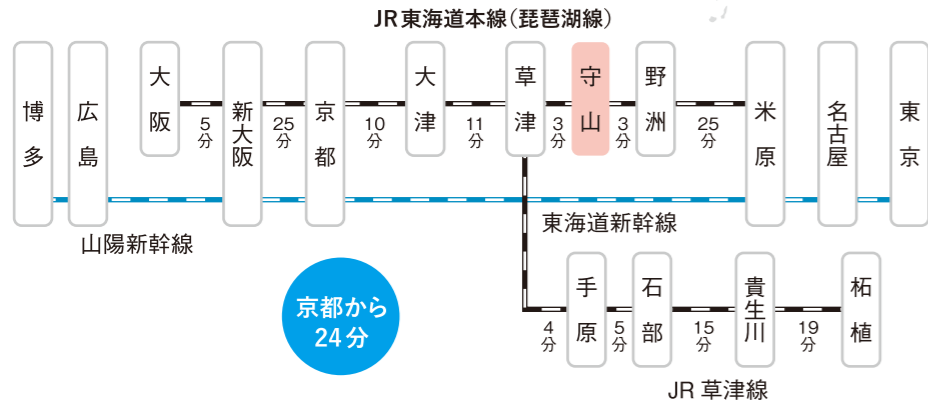 JR東海道本線(琵琶湖線)
博多
広島
大阪
5分
新大阪
25分
京都
10分
大津
11分
草津
3分
守山
3分
野洲
25分
米原
名古屋
東京
山陽新幹線
東海道新幹線
京都から
24分
4分
手原
5分
石部
15分
貴生川
19分
柘植
JR 草津線